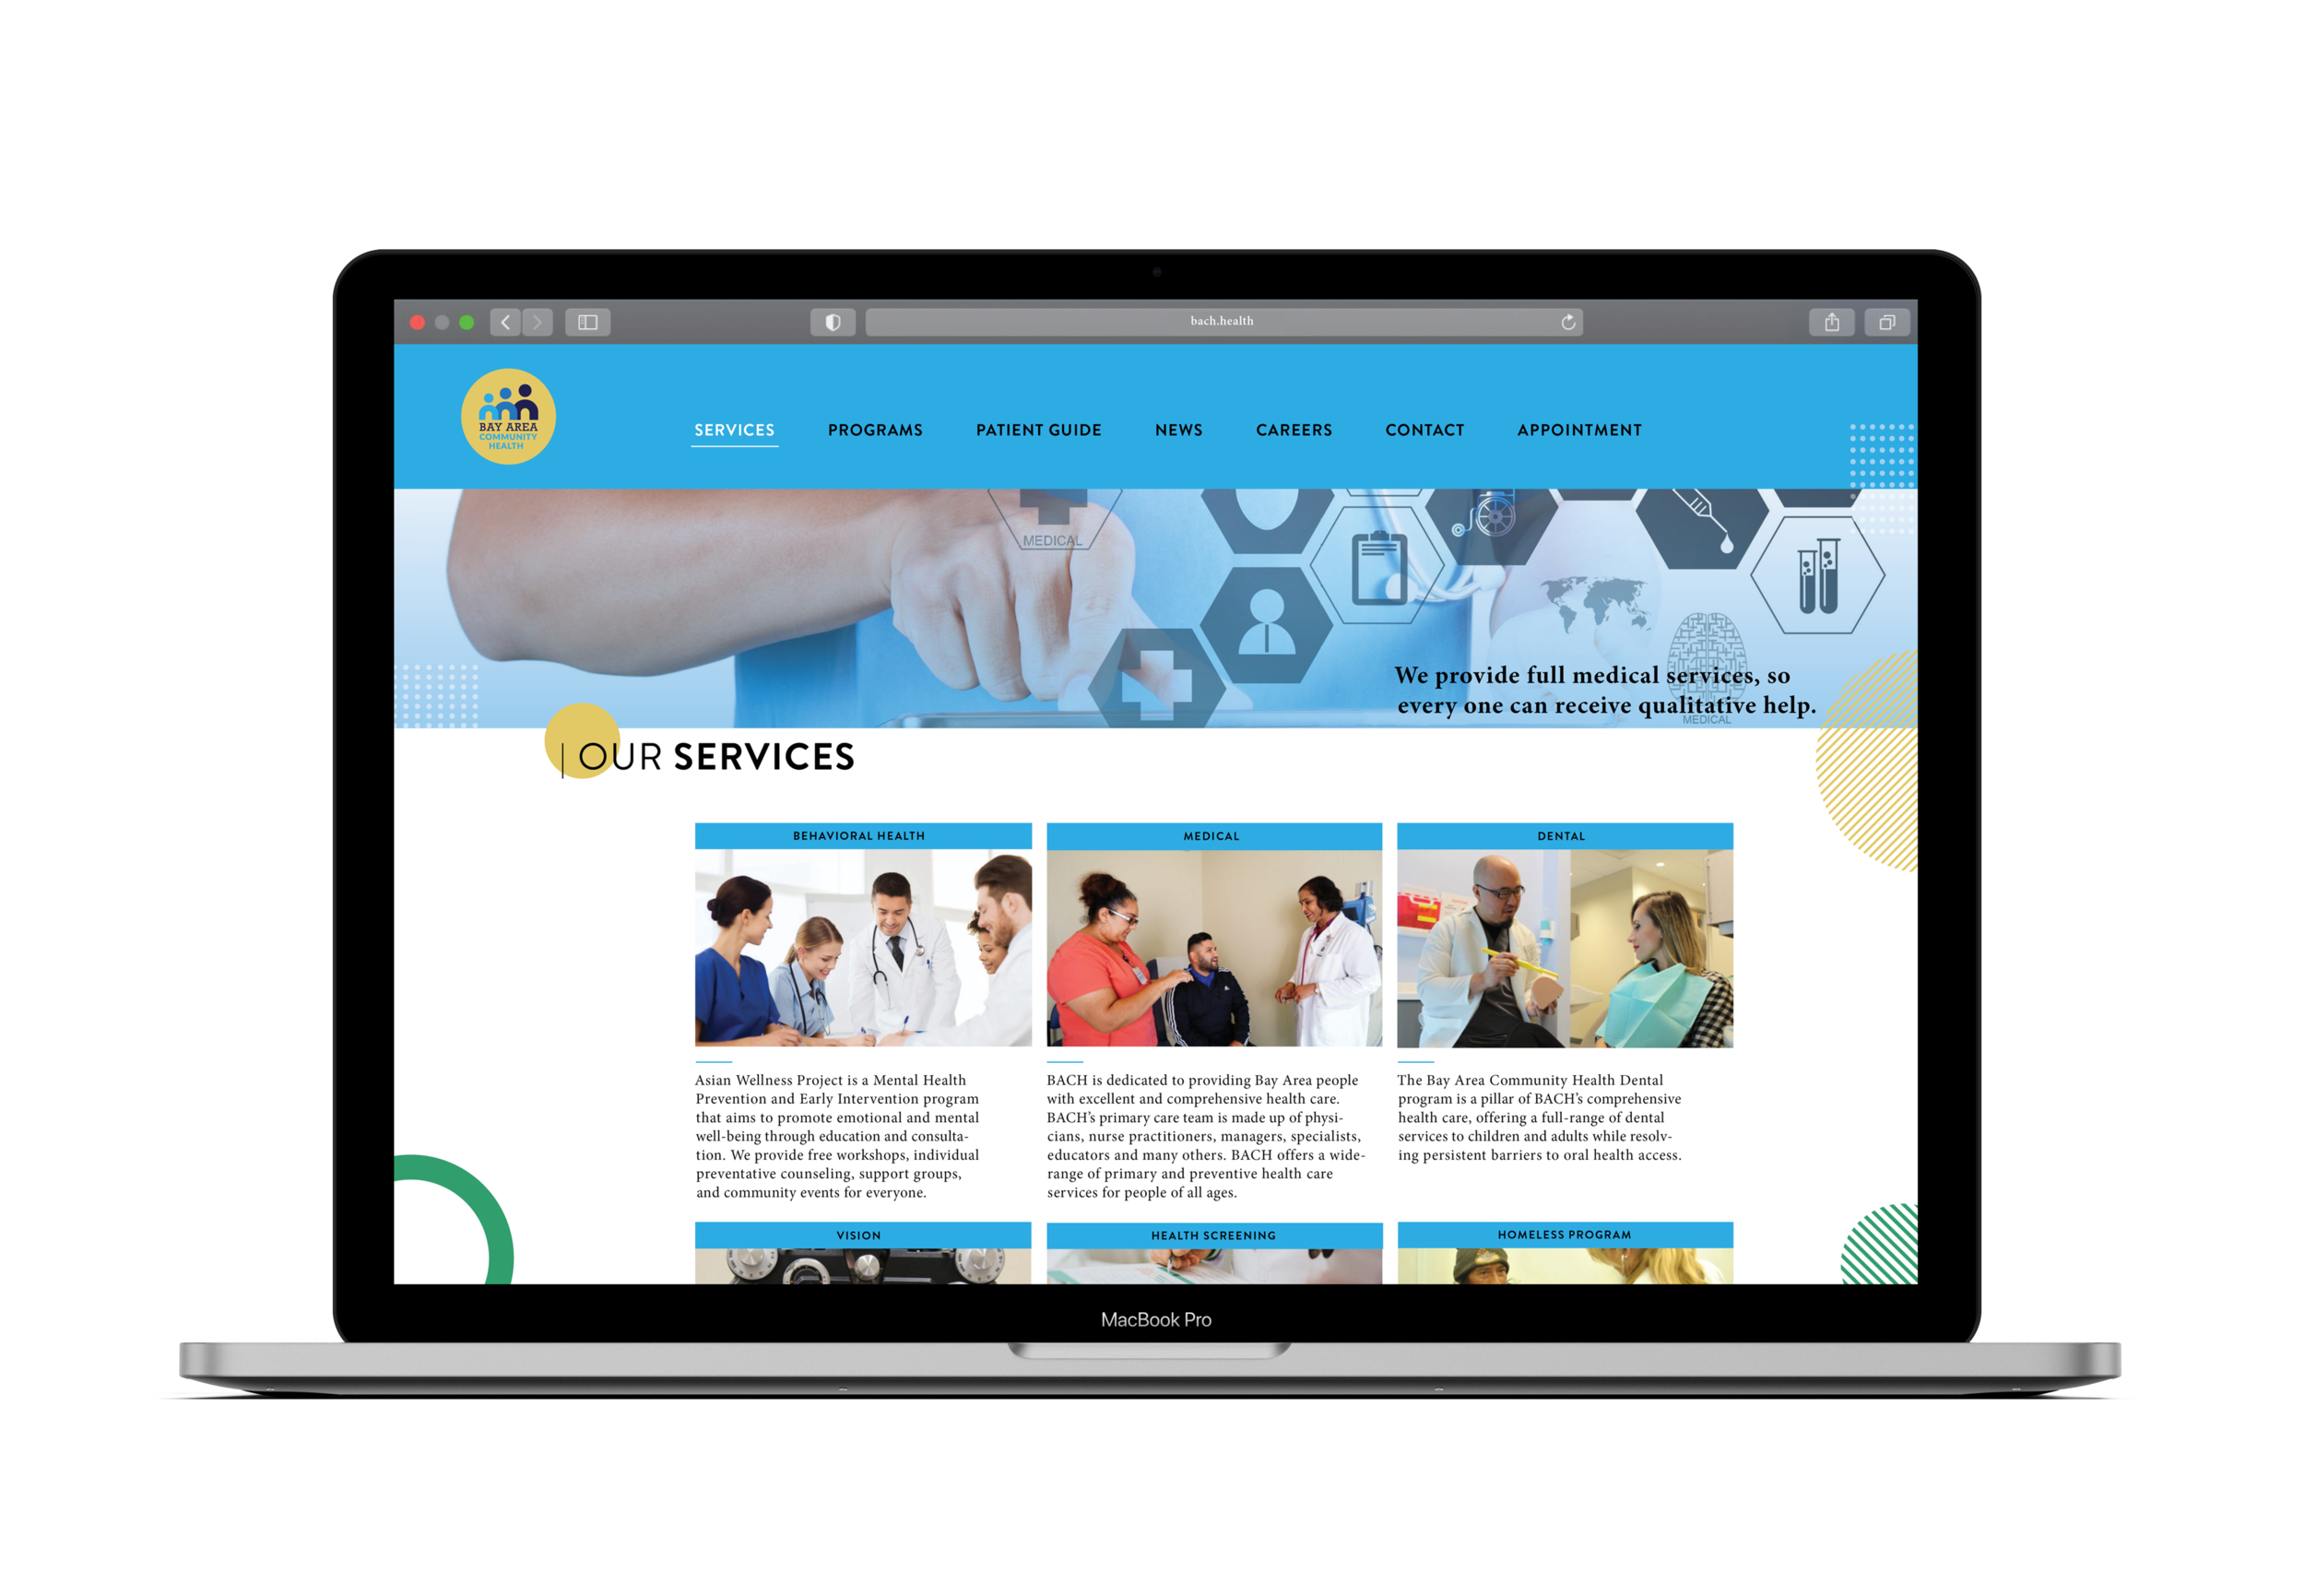 bach.health
BAY AREA
COMMUNITY
HEALTH
SERVICES
PROGRAMS
PATIENT GUIDE
NEWS
CAREERS
CONTACT
APPOINTMENT
MEDICAL
We provide full medical services, so
every one can receive qualitative help.
MEDICAL
| OUR SERVICES
BEHAVIORAL HEALTH
Asian Wellness Project is a Mental Health
Prevention and Early Intervention program
that aims to promote emotional and mental
well-being through education and consulta-
tion. We provide free workshops, individual
preventative counseling, support groups,
and community events for everyone.
MEDICAL
BACH is dedicated to providing Bay Area people
with excellent and comprehensive health care.
BACH's primary care team is made up of physi-
cians, nurse practitioners, managers, specialists,
educators and many others. BACH offers a wide-
range of primary and preventive health care
services for people of all ages.
DENTAL
The Bay Area Community Health Dental
program is a pillar of BACH's comprehensive
health care, offering a full-range of dental
services to children and adults while resolv-
ing persistent barriers to oral health access.
VISION
HEALTH SCREENING
HOMELESS PROGRAM
MacBook Pro